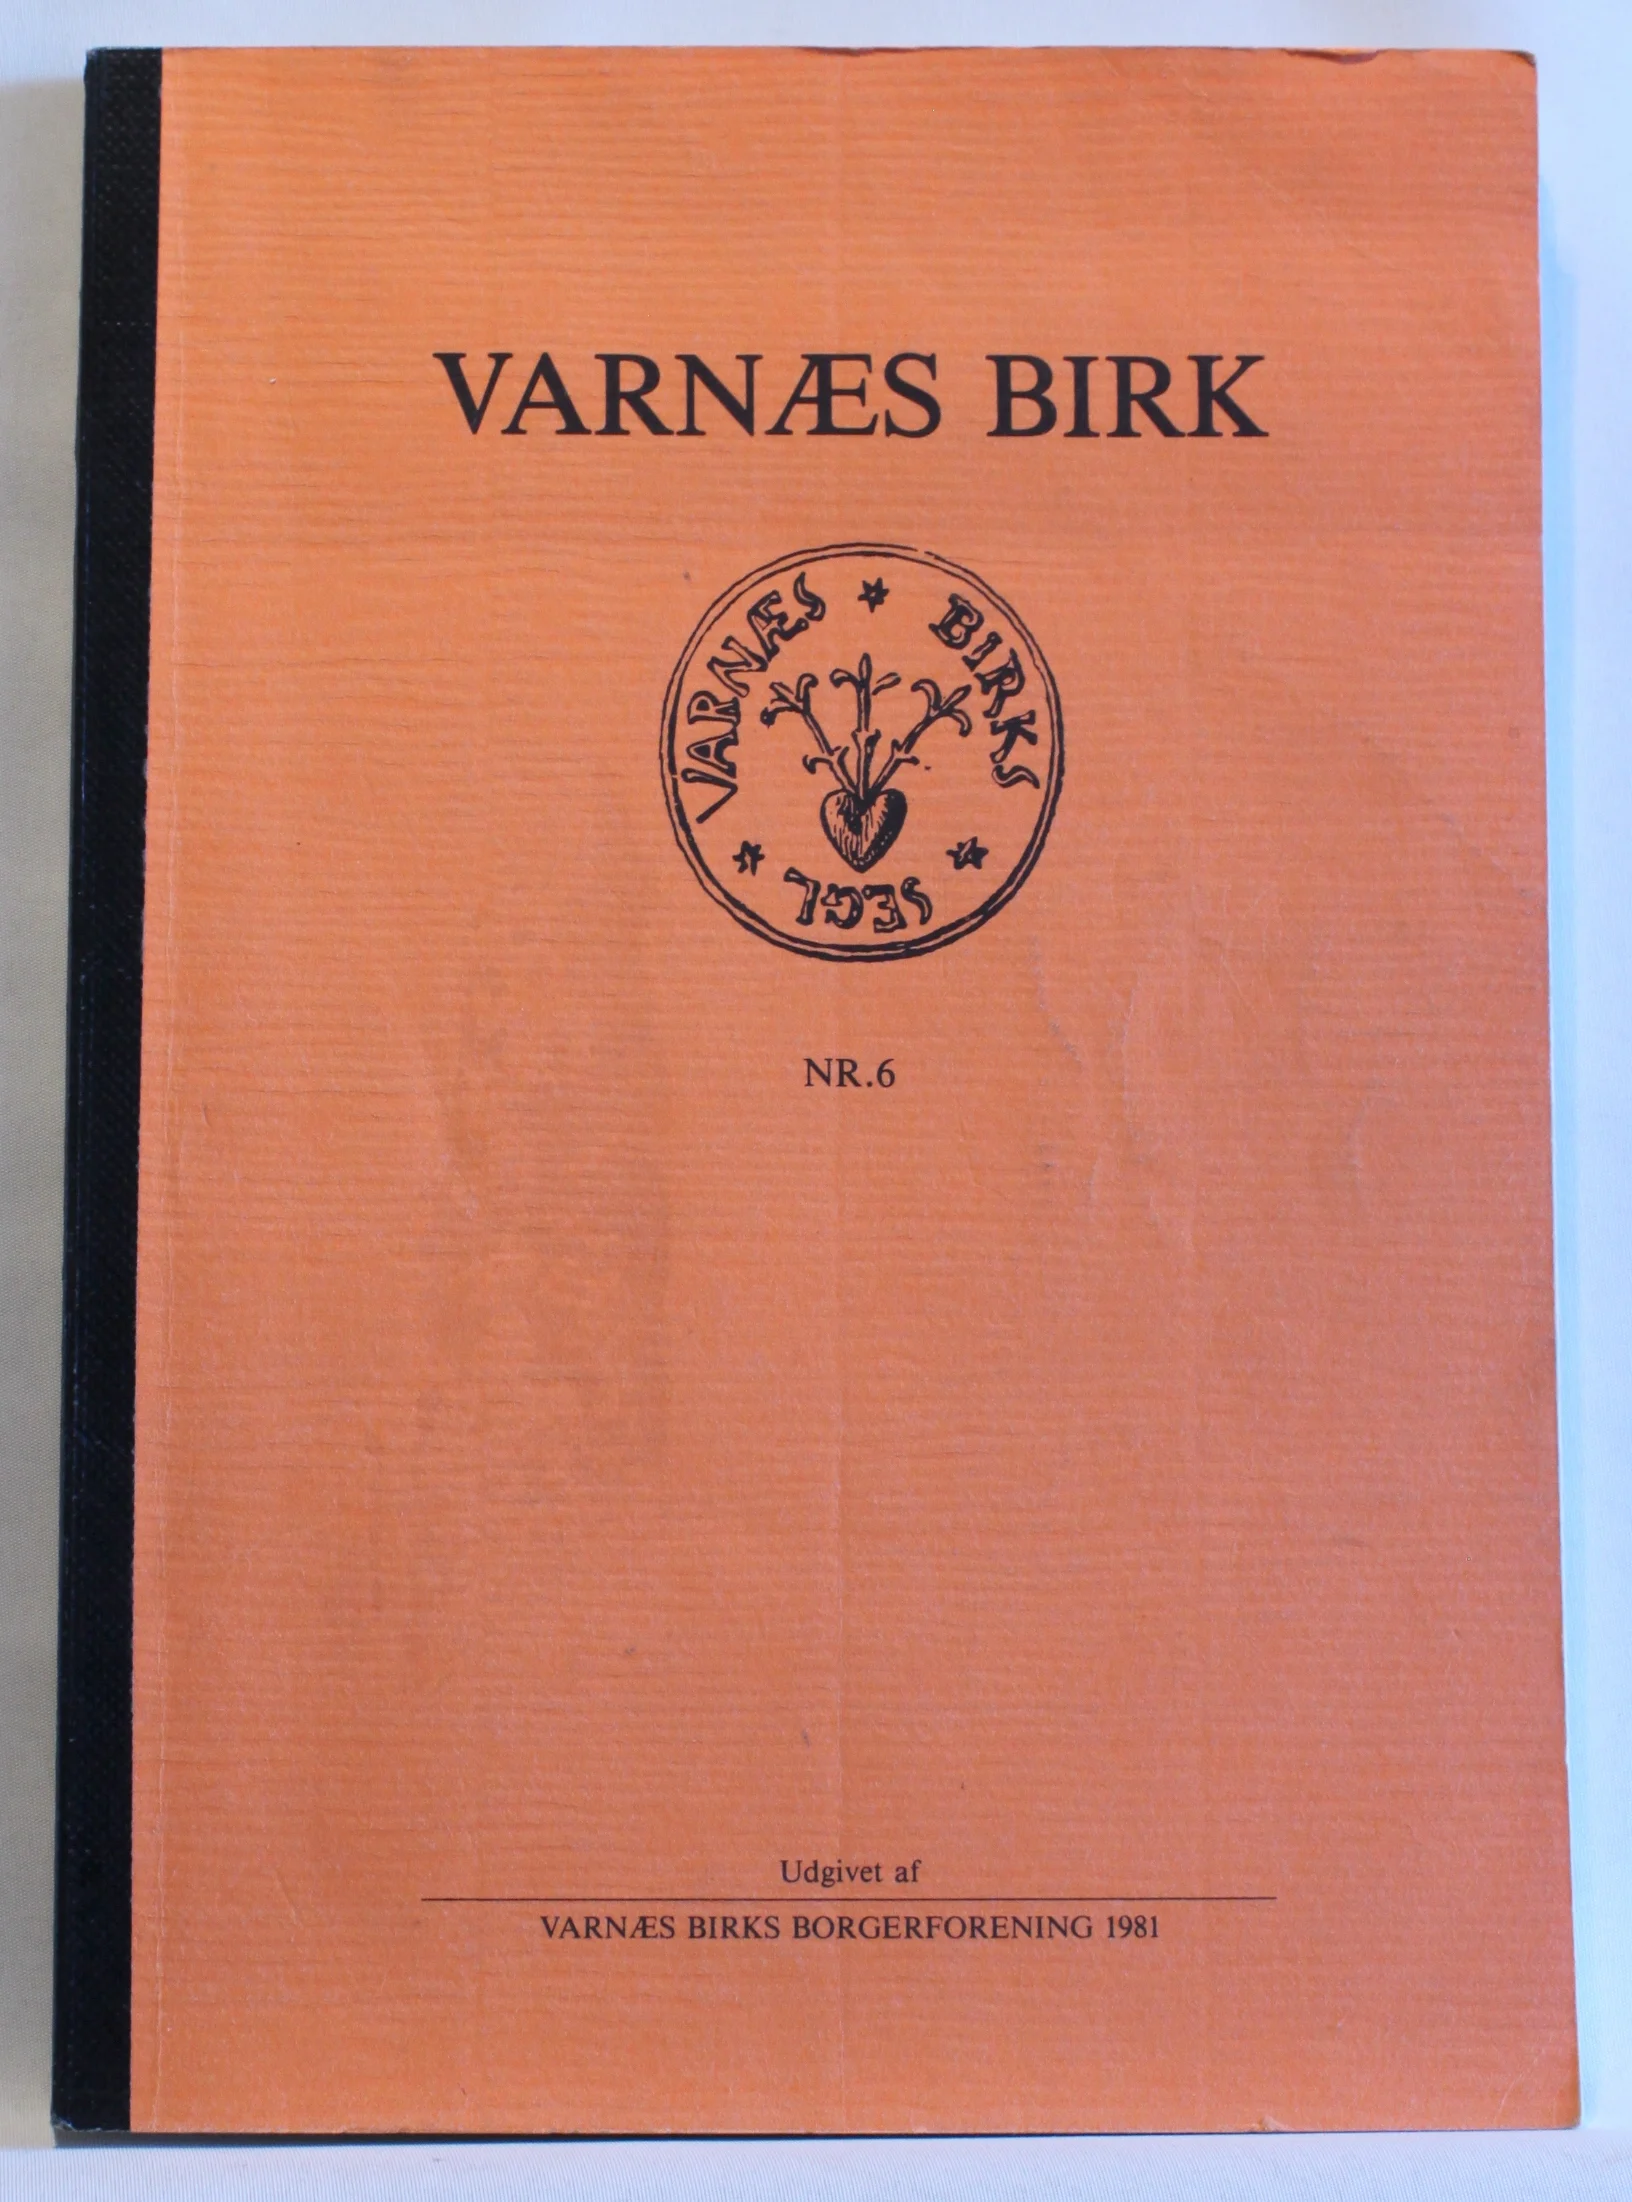 VARNÆS BIRK
VARNÆS * BIRKS * SEGL *
NR.6
Udgivet af
VARNÆS BIRKS BORGERFORENING 1981